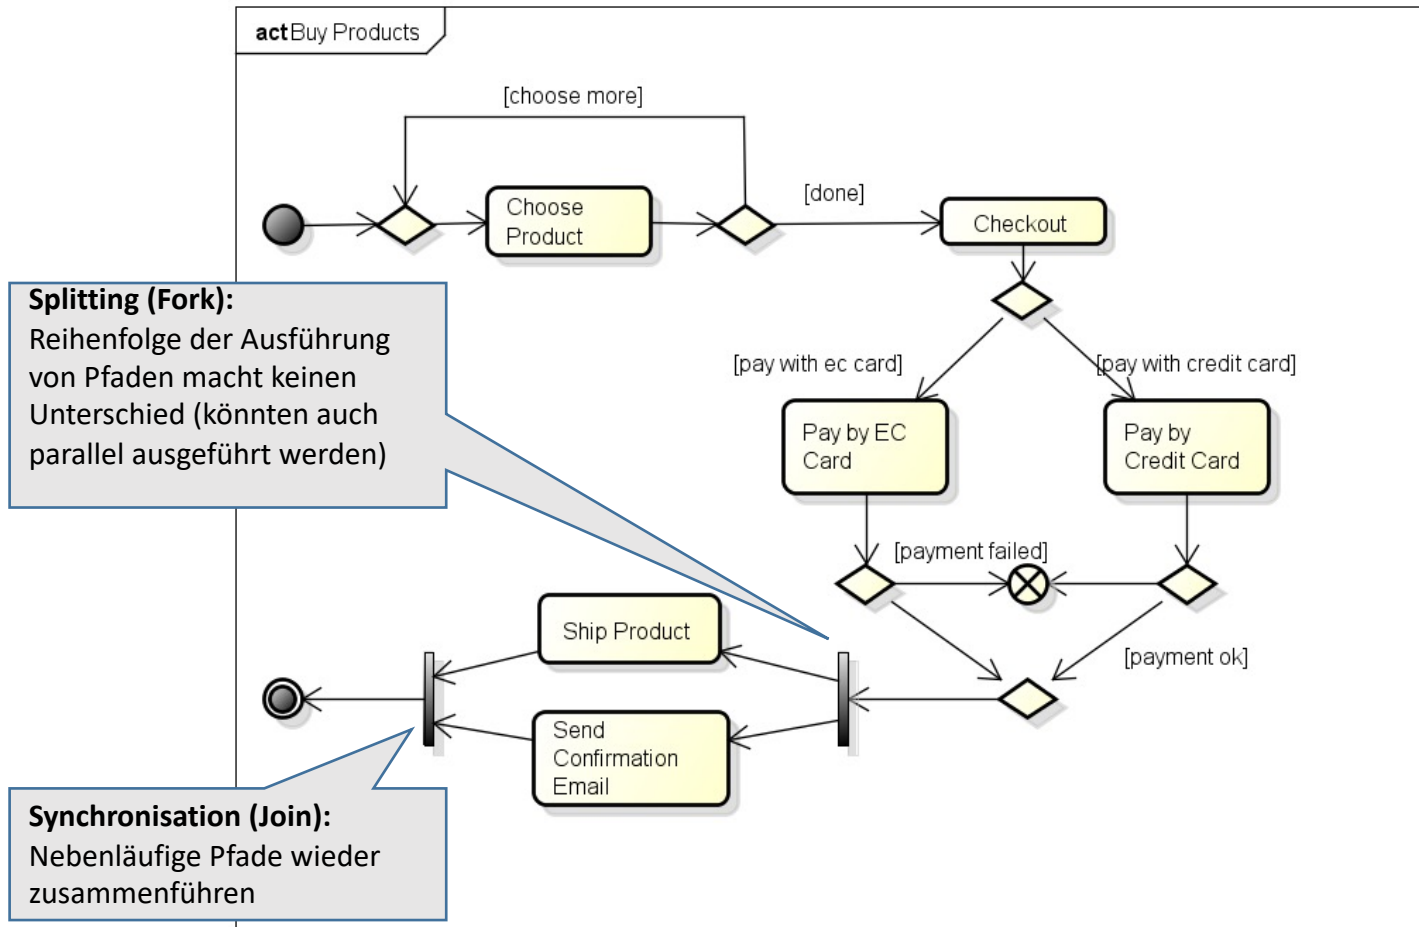 act Buy Products
[choose more]
Choose
Product
[done]
Checkout
Splitting (Fork):
Reihenfolge der Ausführung
von Pfaden macht keinen
Unterschied (könnten auch
parallel ausgeführt werden)
[pay with ec card]
[pay with credit card]
Pay by EC
Card
Pay by
Credit Card
[payment failed]
Ship Product
[payment ok]
Send
Confirmation
Email
Synchronisation (Join):
Nebenläufige Pfade wieder
zusammenführen